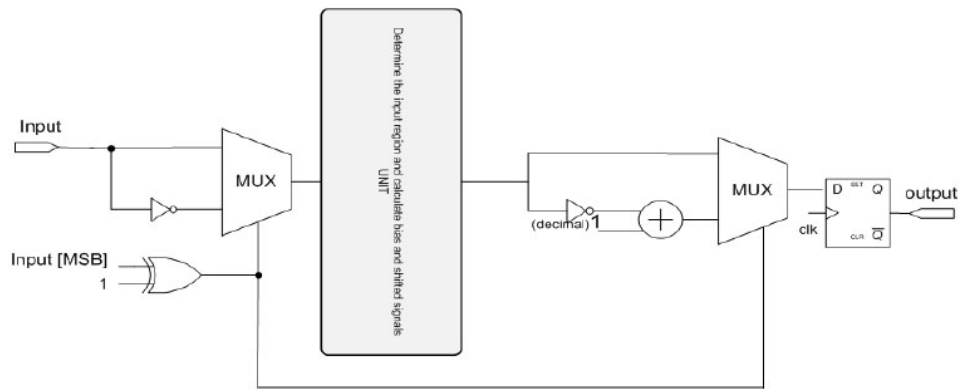 Input
MUX
Input [MSB]
1
Determine the input region and calculate bias and shifted signals
UNIT
(decimal) 1
+
MUX
D SET Q
clk
CLR Q
output